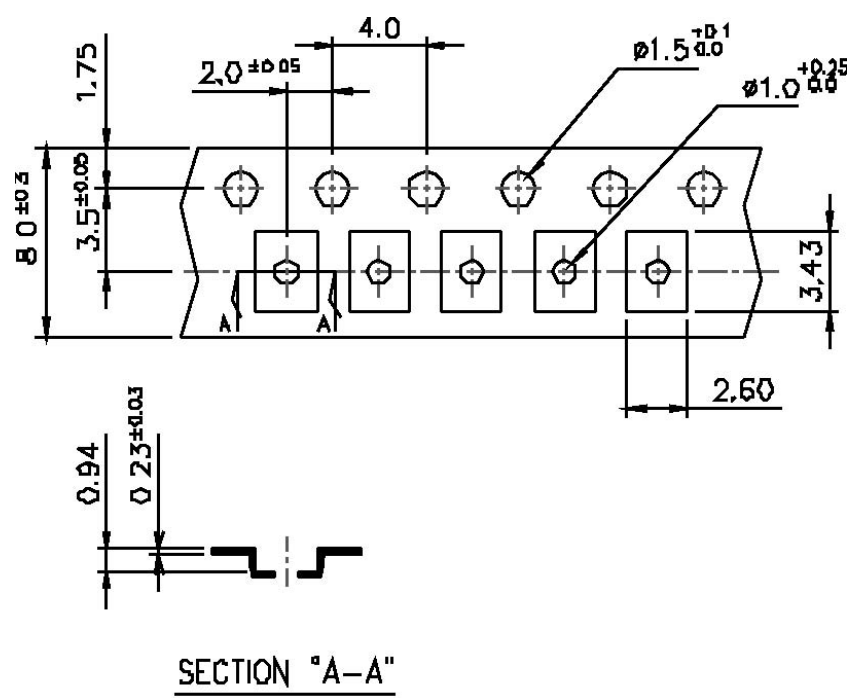 4.0
ø1.5 +0.1 -0.0
1.75
2.0 ±0.05
ø1.0 +0.25 -0.0
8.0 ±0.3
3.5 ±0.05
3.43
A A
2.60
0.94
0.23 ±0.03
SECTION "A-A"